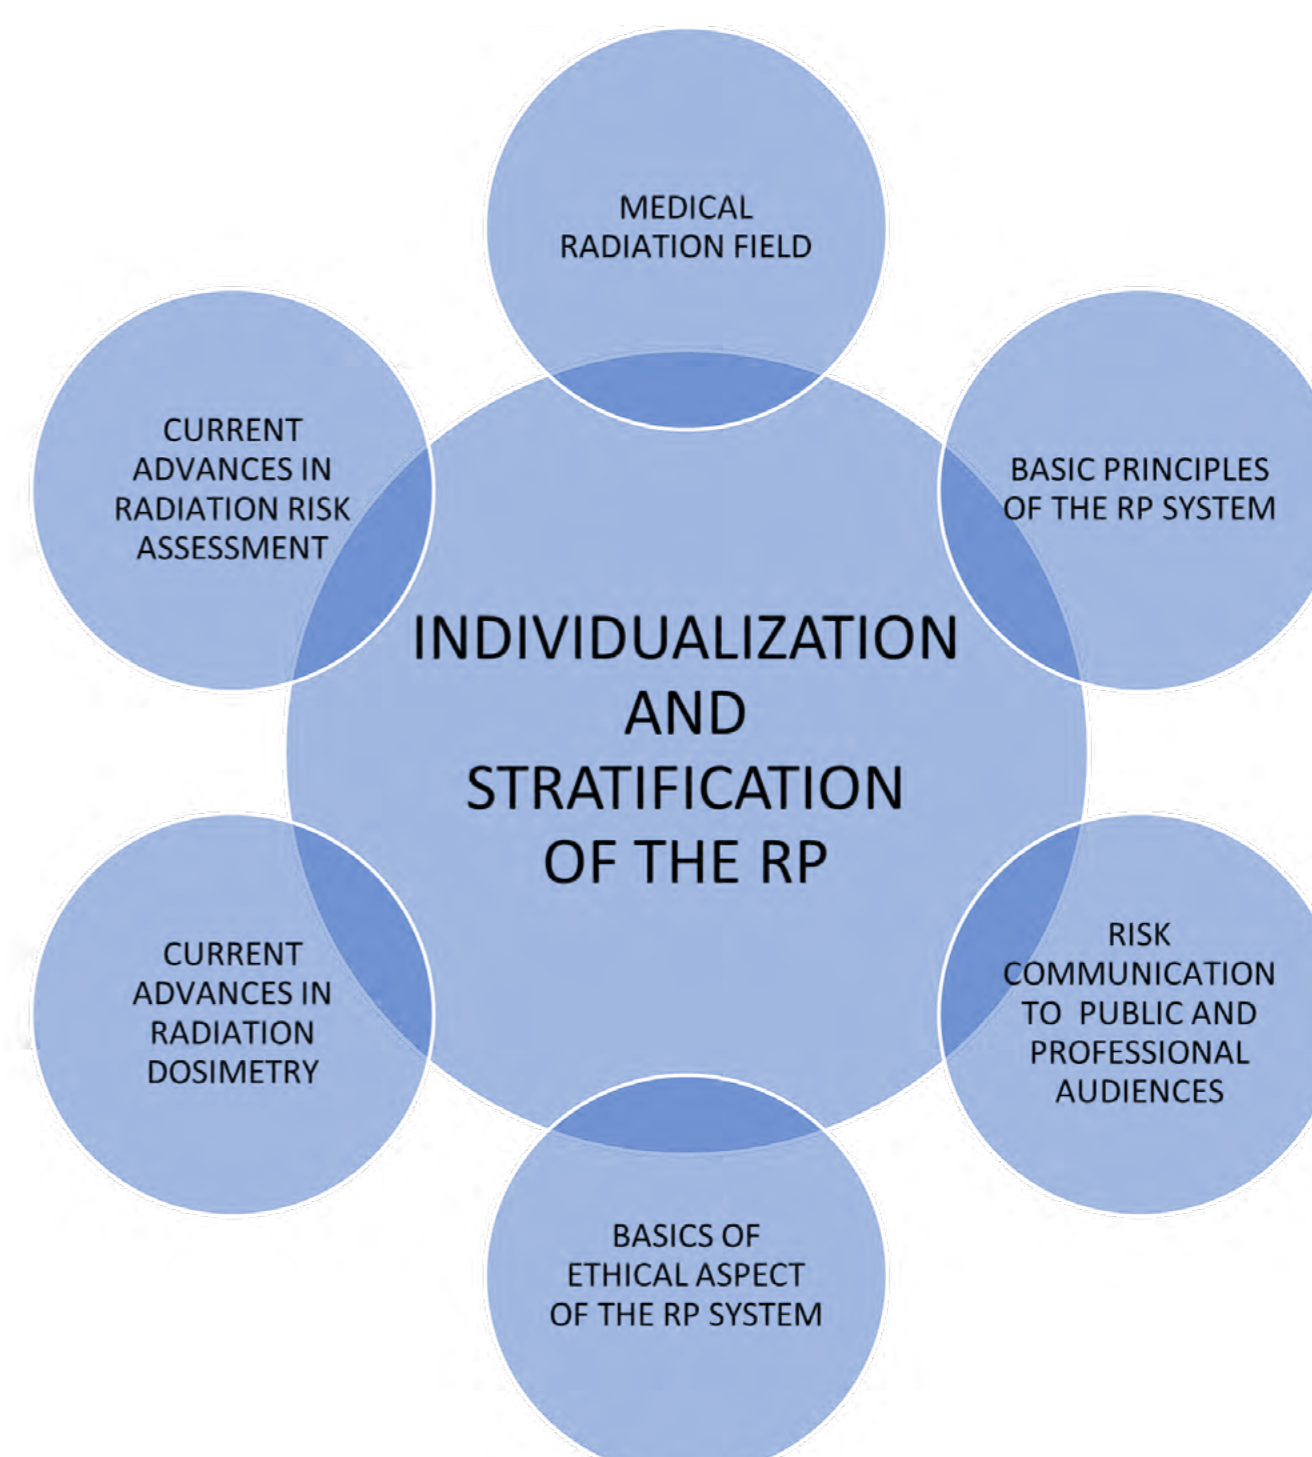 MEDICAL
RADIATION FIELD
CURRENT
ADVANCES IN
RADIATION RISK
ASSESSMENT
BASIC PRINCIPLES
OF THE RP SYSTEM
INDIVIDUALIZATION
AND
STRATIFICATION
OF THE RP
CURRENT
ADVANCES IN
RADIATION
DOSIMETRY
RISK
COMMUNICATION
TO  PUBLIC AND
PROFESSIONAL
AUDIENCES
BASICS OF
ETHICAL ASPECT
OF THE RP SYSTEM